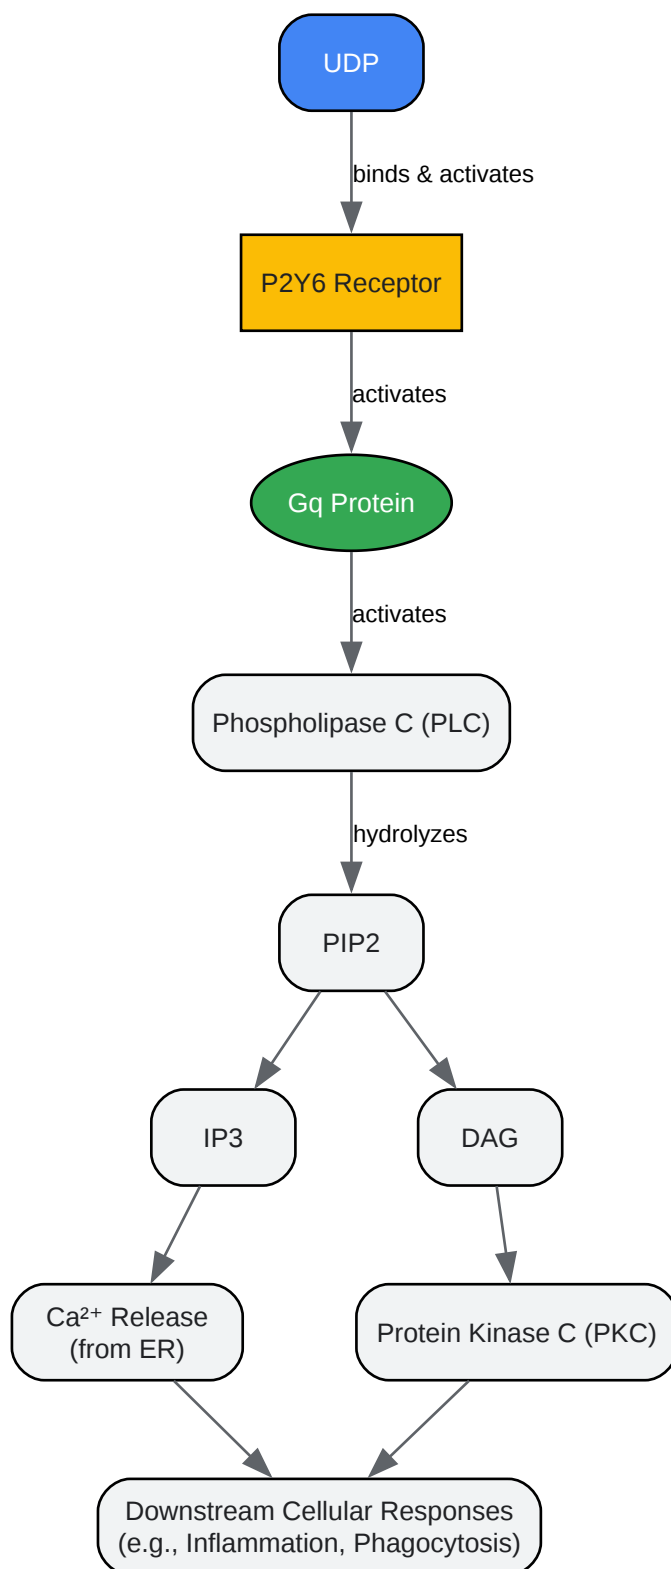 UDP
binds & activates
P2Y6 Receptor
activates
Gq Protein
activates
Phospholipase C (PLC)
hydrolyzes
PIP2
IP3
DAG
Ca²⁺ Release
(from ER)
Protein Kinase C (PKC)
Downstream Cellular Responses
(e.g., Inflammation, Phagocytosis)